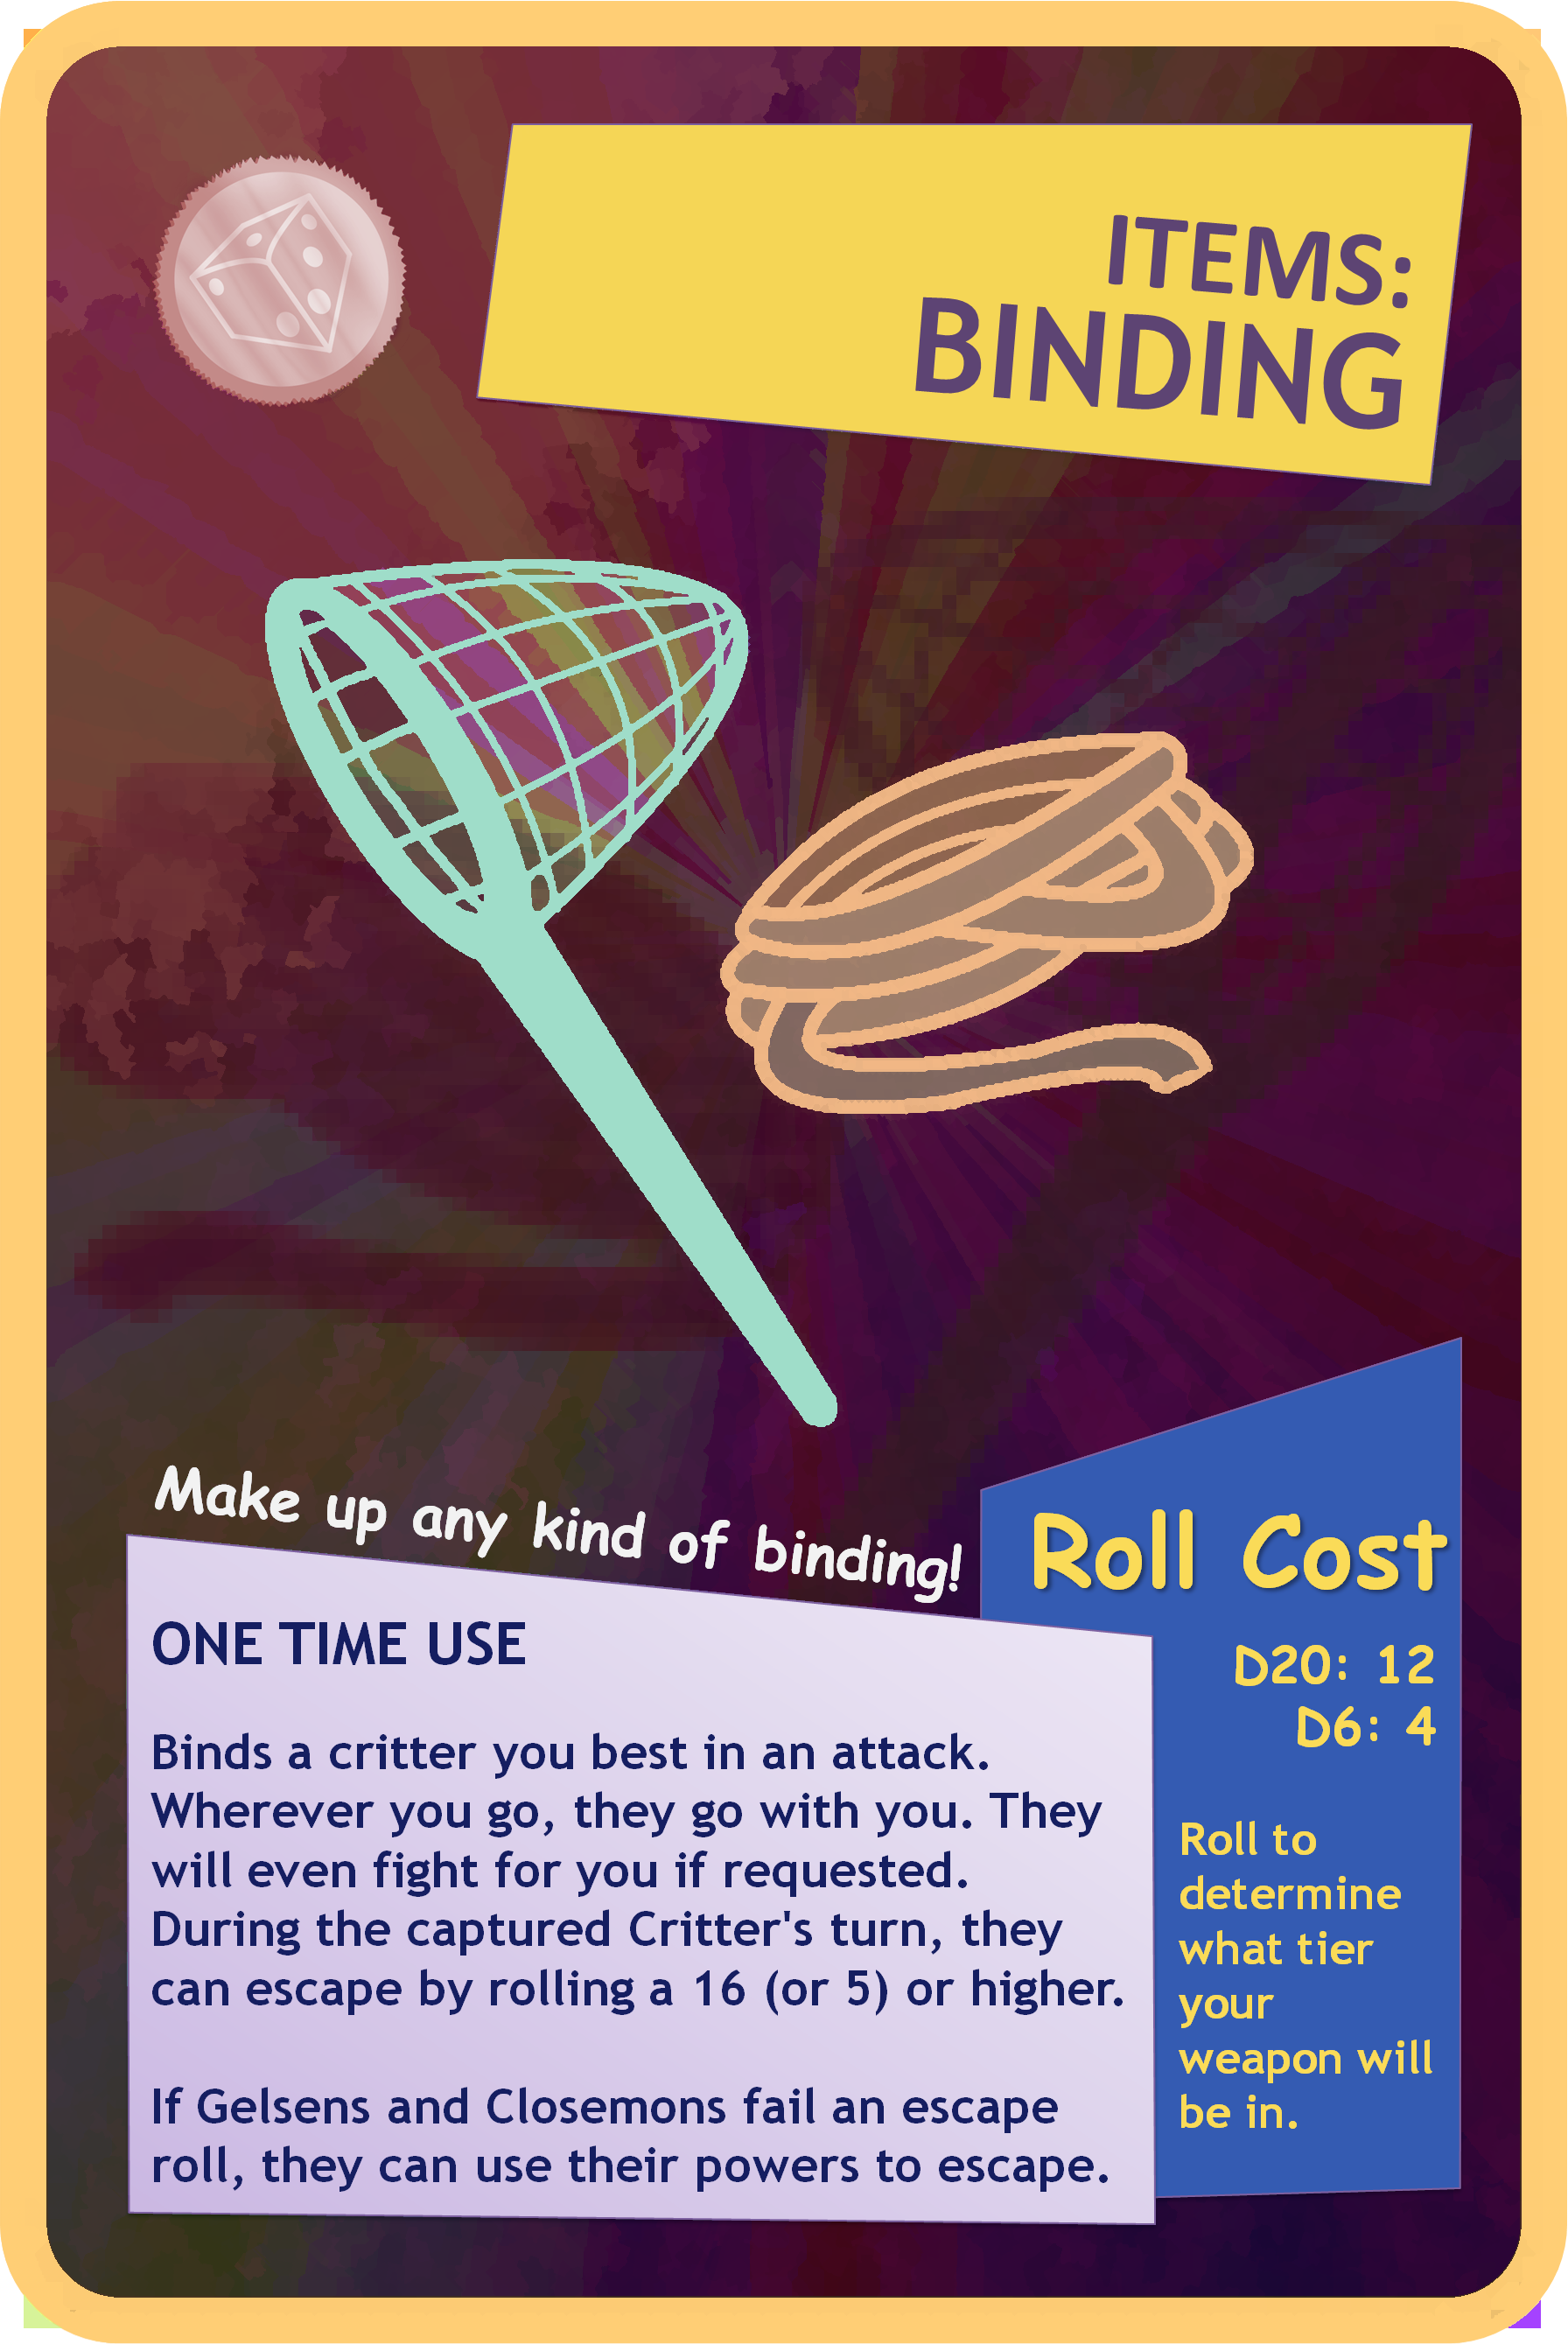 ITEMS:
BINDING
Make up any kind of binding!
Roll Cost
D20: 12
D6: 4
Roll to
determine
what tier
your
weapon will
be in.
ONE TIME USE
Binds a critter you best in an attack.
Wherever you go, they go with you. They
will even fight for you if requested.
During the captured Critter's turn, they
can escape by rolling a 16 (or 5) or higher.
If Gelsens and Closemons fail an escape
roll, they can use their powers to escape.